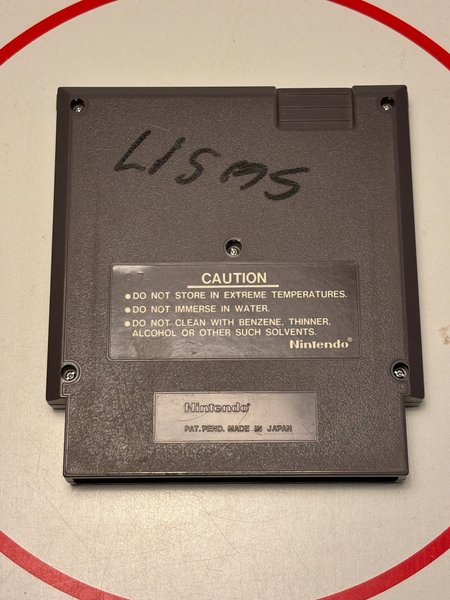 CAUTION
• DO NOT STORE IN EXTREME TEMPERATURES.
• DO NOT IMMERSE IN WATER.
• DO NOT CLEAN WITH BENZENE, THINNER,
ALCOHOL OR OTHER SUCH SOLVENTS.
Nintendo®
Nintendo®
PAT. PEND. MADE IN JAPAN